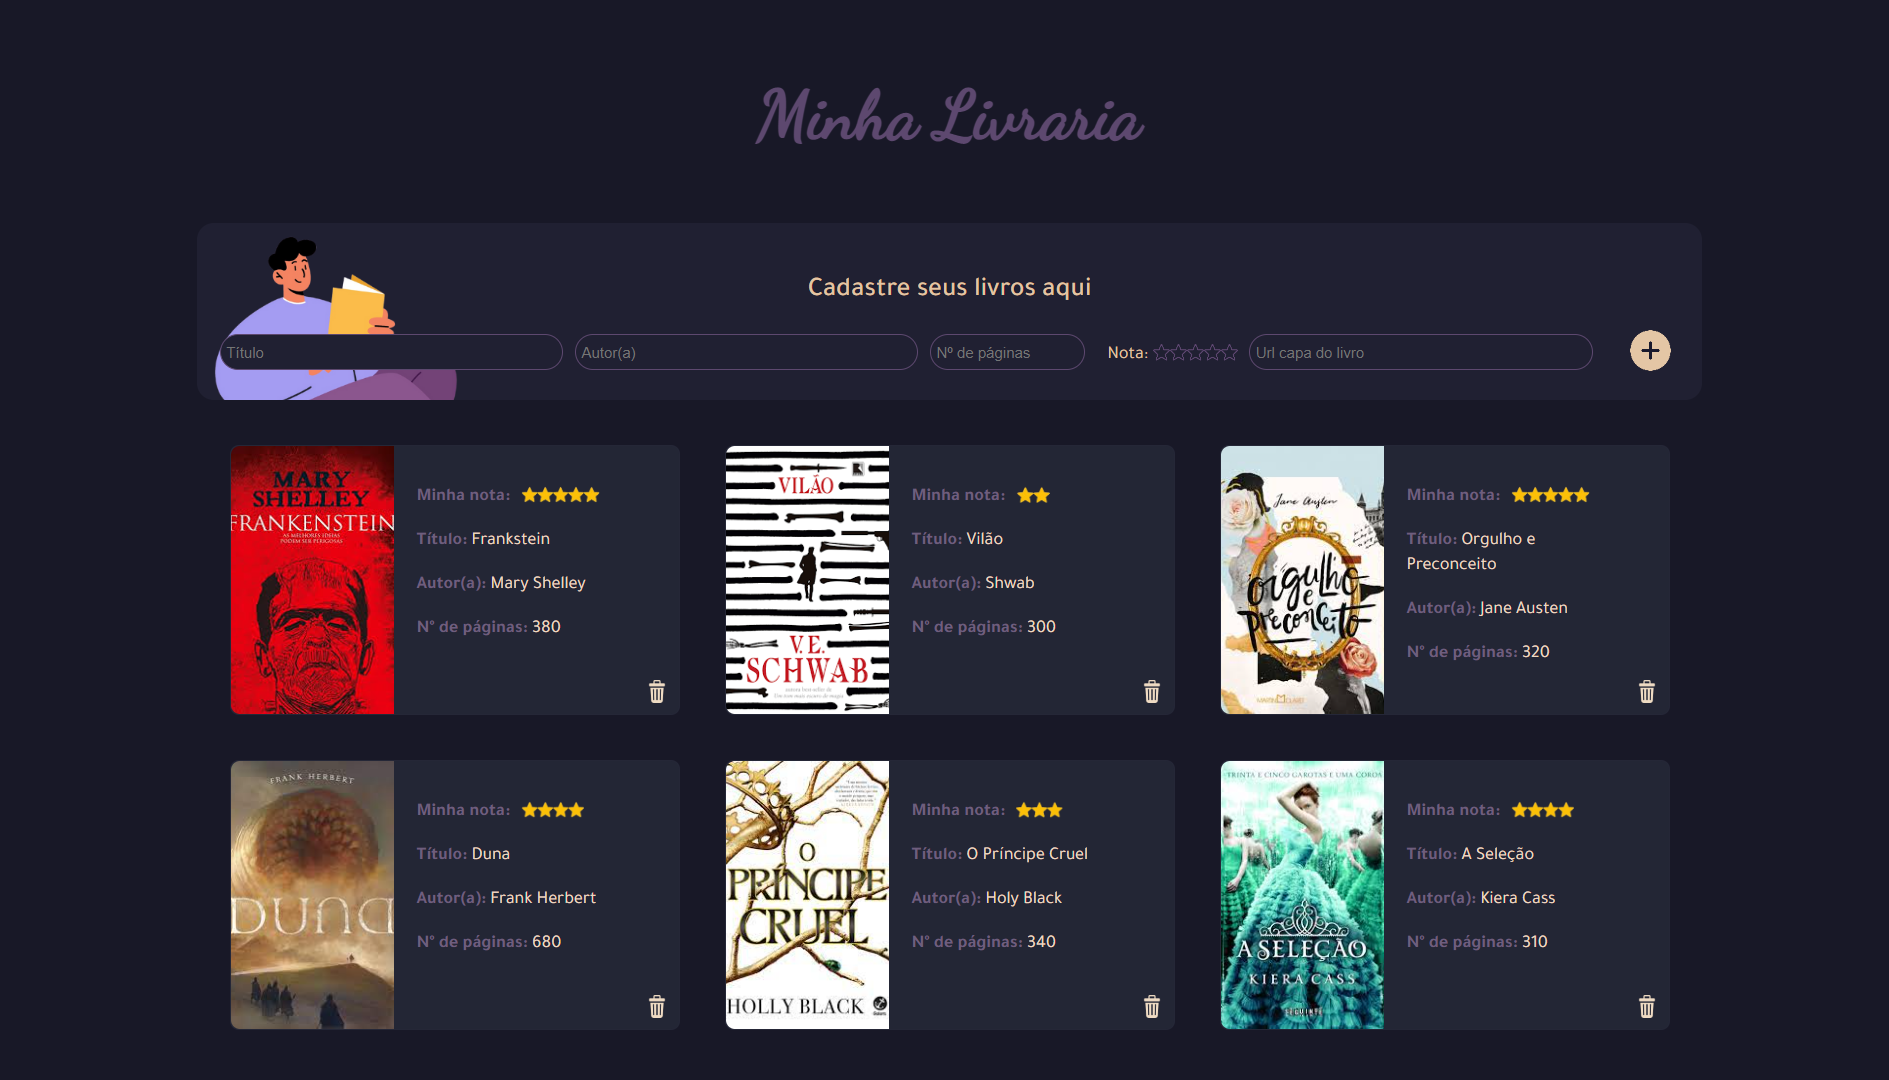 Minha Livraria
Cadastre seus livros aqui
Título
Autor(a)
Nº de páginas
Nota:
Url capa do livro
MARY
SHELLEY
FRANKENSTEIN
AS MELHORES IDEIAS
PODEM SER PERIGOSAS
Minha nota:
Título: Frankstein
Autor(a): Mary Shelley
N° de páginas: 380
VILÃO
V. E.
SCHWAB
Minha nota:
Título: Vilão
Autor(a): Shwab
N° de páginas: 300
Jane Austen
orgulho
e
preconceito
MARTIN CLARET
Minha nota:
Título: Orgulho e
Preconceito
Autor(a): Jane Austen
N° de páginas: 320
FRANK HERBERT
DUNA
Minha nota:
Título: Duna
Autor(a): Frank Herbert
N° de páginas: 680
O
PRÍNCIPE
CRUEL
HOLLY BLACK
Minha nota:
Título: O Príncipe Cruel
Autor(a): Holy Black
N° de páginas: 340
TRINTA E CINCO GAROTAS E UMA COROA
A SELEÇÃO
KIERA CASS
SEGUINTE
Minha nota:
Título: A Seleção
Autor(a): Kiera Cass
N° de páginas: 310